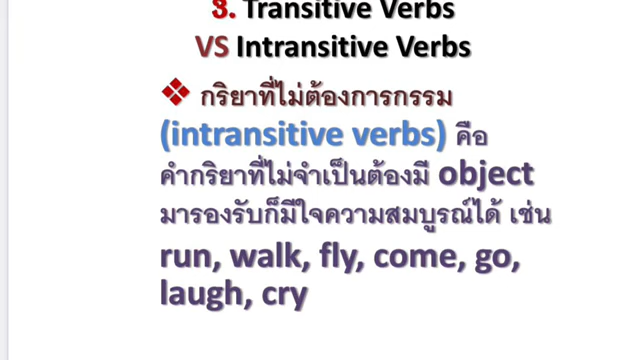 3. Transitive Verbs
VS Intransitive Verbs
❖ กริยาที่ไม่ต้องการกรรม
(intransitive verbs) คือ
คำกริยาที่ไม่จำเป็นต้องมี object
มารองรับก็มีใจความสมบูรณ์ได้ เช่น
run, walk, fly, come, go,
laugh, cry